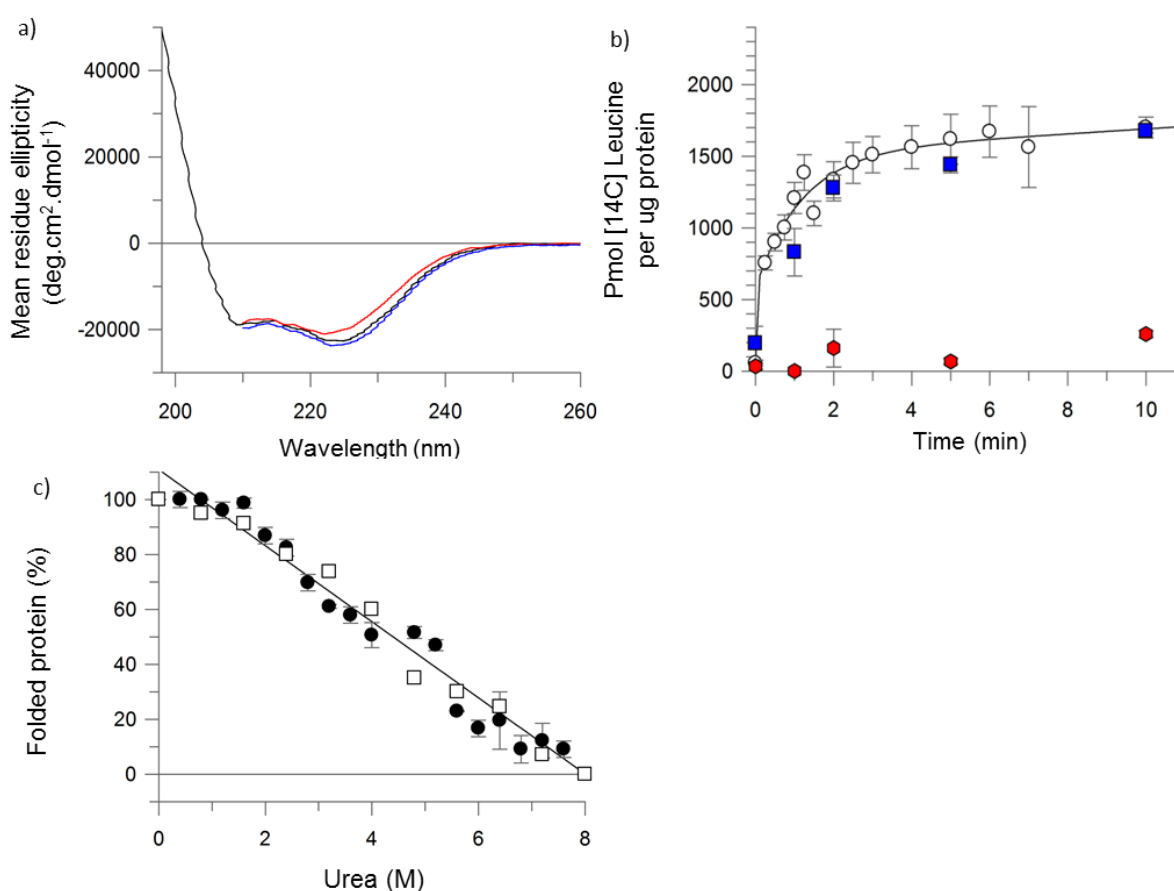 a)
40000
20000
0
-20000
Mean residue ellipticity
(deg.cm².dmol⁻¹)
200
220
240
260
Wavelength (nm)
b)
2000
1500
1000
500
0
Pmol [14C] Leucine
per ug protein
0
2
4
6
8
10
Time (min)
c)
100
80
60
40
20
0
Folded protein (%)
0
2
4
6
8
Urea (M)